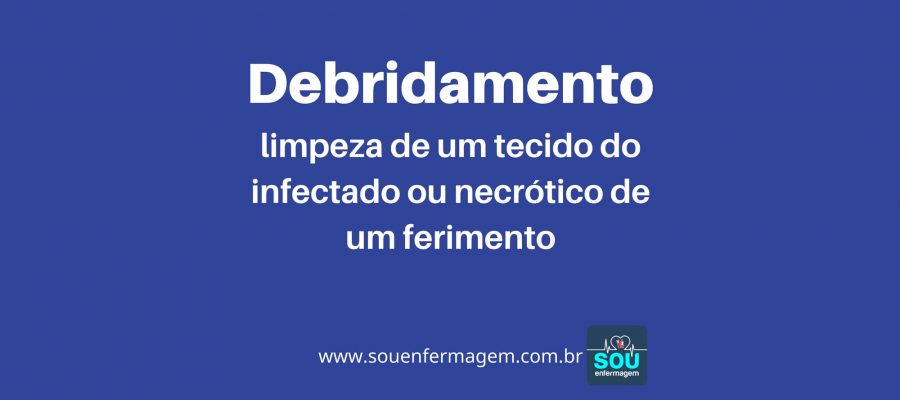 Debridamento
limpeza de um tecido do
infectado ou necrótico de
um ferimento
www.souenfermagem.com.br
SOU
enfermagem